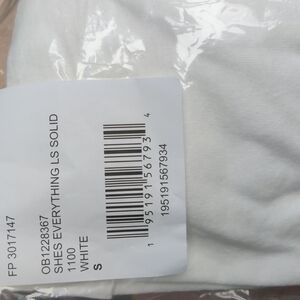 FP 3017147
OB1228367
SHES EVERYTHING LS SOLID
1100
WHITE
S
1 95191 56793 4
195191567934